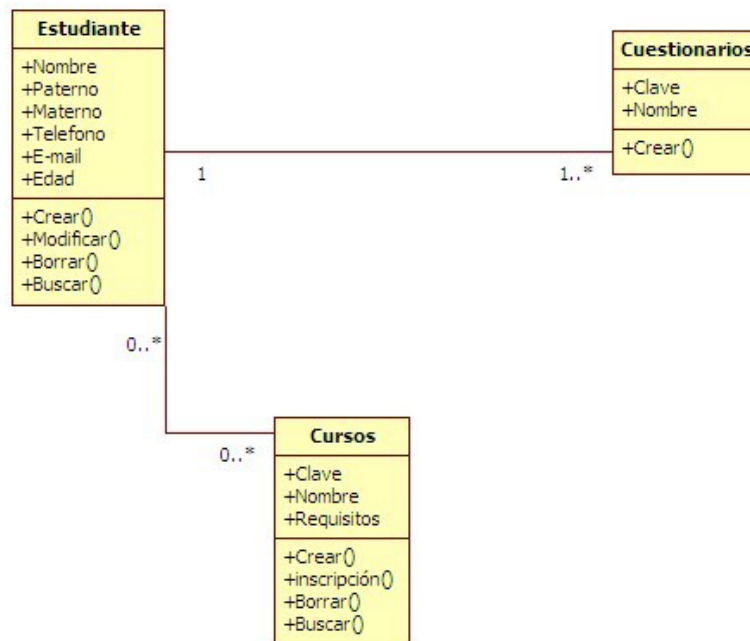 Estudiante
+Nombre
+Paterno
+Materno
+Telefono
+E-mail
+Edad
+Crear()
+Modificar()
+Borrar()
+Buscar()
1
1..*
Cuestionarios
+Clave
+Nombre
+Crear()
0..*
0..*
Cursos
+Clave
+Nombre
+Requisitos
+Crear()
+inscripción()
+Borrar()
+Buscar()